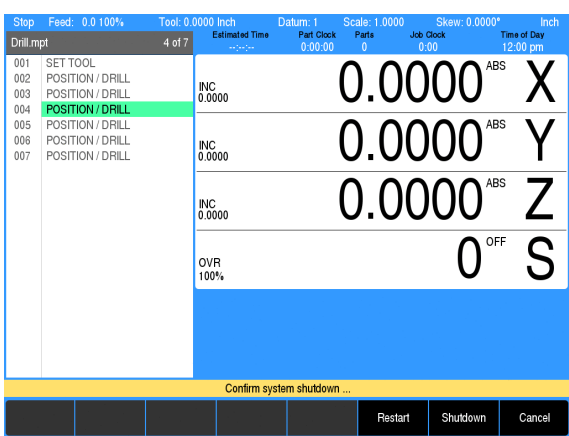 Stop Feed: 0.0 100% Tool: 0.0000 Inch Datum: 1 Scale: 1.0000 Skew: 0.0000° Inch
Drill.mpt 4 of 7
Estimated Time Part Clock Parts Job Clock Time of Day
--:--:-- 0:00:00 0 0:00 12:00 pm
001 SET TOOL
002 POSITION / DRILL
003 POSITION / DRILL
004 POSITION / DRILL
005 POSITION / DRILL
006 POSITION / DRILL
007 POSITION / DRILL
INC
0.0000
0.0000 ABS X
INC
0.0000
0.0000 ABS Y
INC
0.0000
0.0000 ABS Z
OVR
100%
0 OFF S
Confirm system shutdown ...
Restart Shutdown Cancel